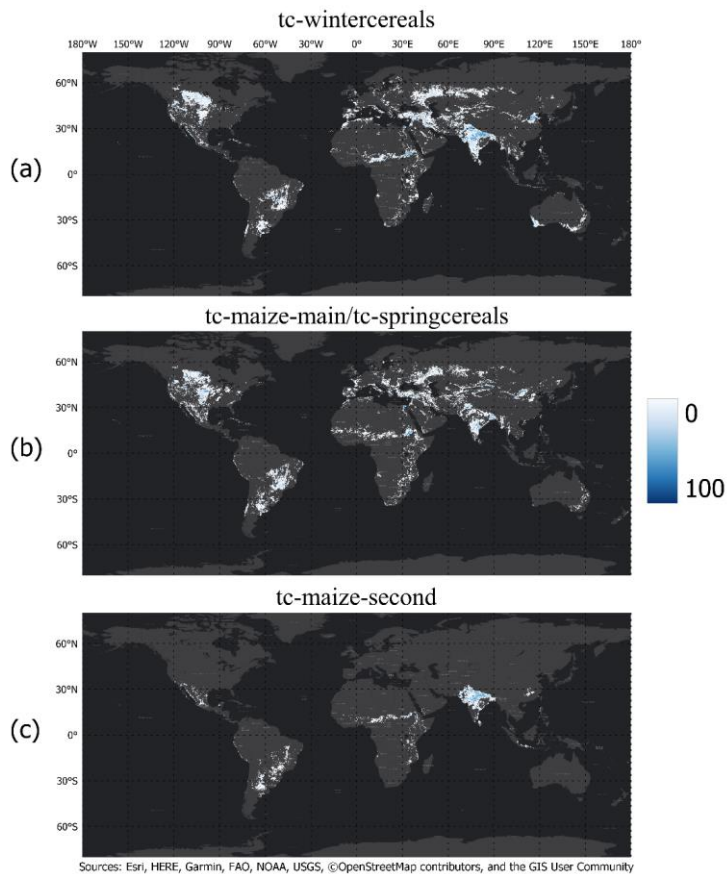 tc-wintercereals
180°W 150°W 120°W 90°W 60°W 30°W 0° 30°E 60°E 90°E 120°E 150°E 180°
60°N
30°N
(a)
0°
30°S
60°S
tc-maize-main/tc-springcereals
60°N
30°N
0
(b)
0°
100
30°S
60°S
tc-maize-second
60°N
30°N
(c)
0°
30°S
60°S
Sources: Esri, HERE, Garmin, FAO, NOAA, USGS, ©OpenStreetMap contributors, and the GIS User Community